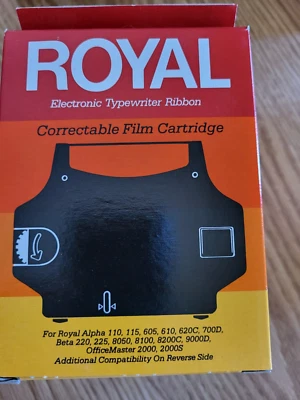 ROYAL
Electronic Typewriter Ribbon
Correctable Film Cartridge
For Royal Alpha 110, 115, 605, 610, 620C, 700D,
Beta 220, 225, 8050, 8100, 8200C, 9000D,
OfficeMaster 2000, 2000S
Additional Compatibility On Reverse Side